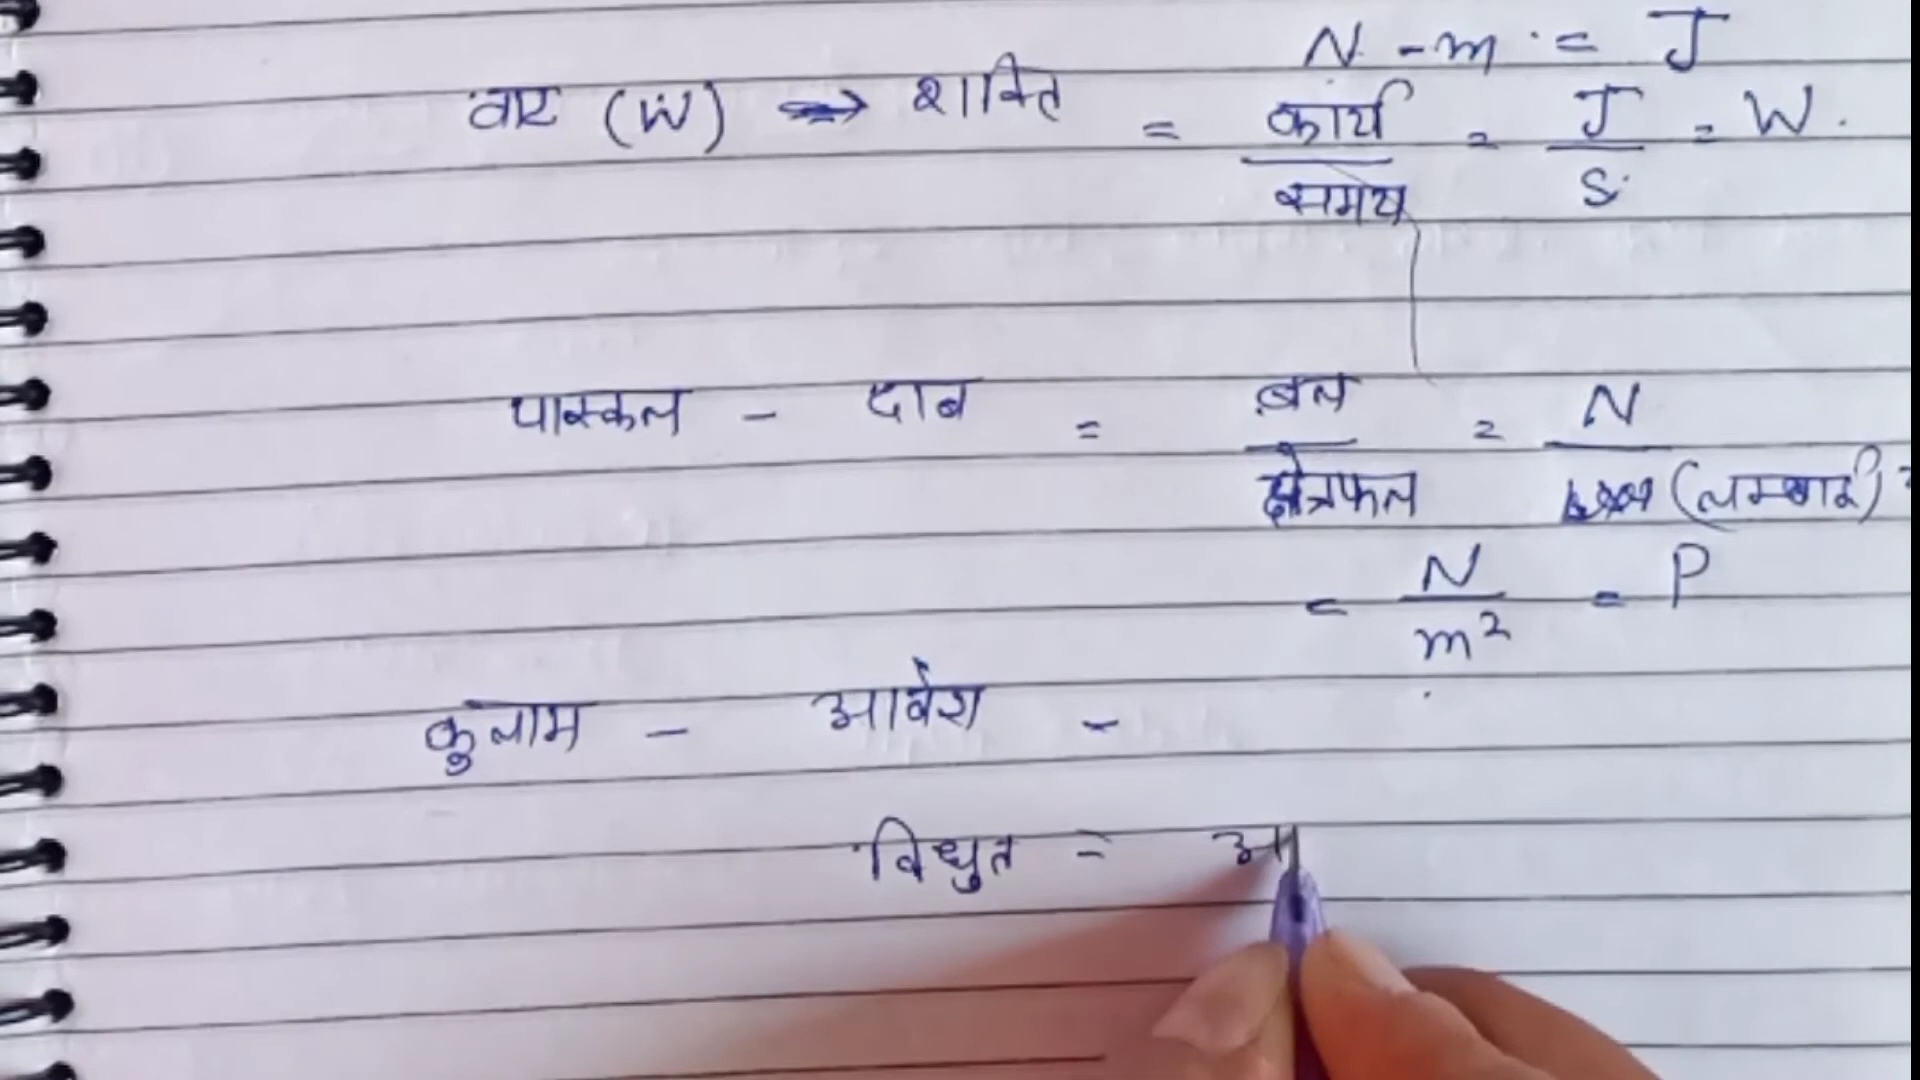 N - m = J
वाट (W) → शक्ति = कार्य / समय = J / s = W.
पास्कल - दाब = बल / क्षेत्रफल = N / (लम्बाई)²
= N / m² = P
कुलाम - आवेश -
विधुत = आ